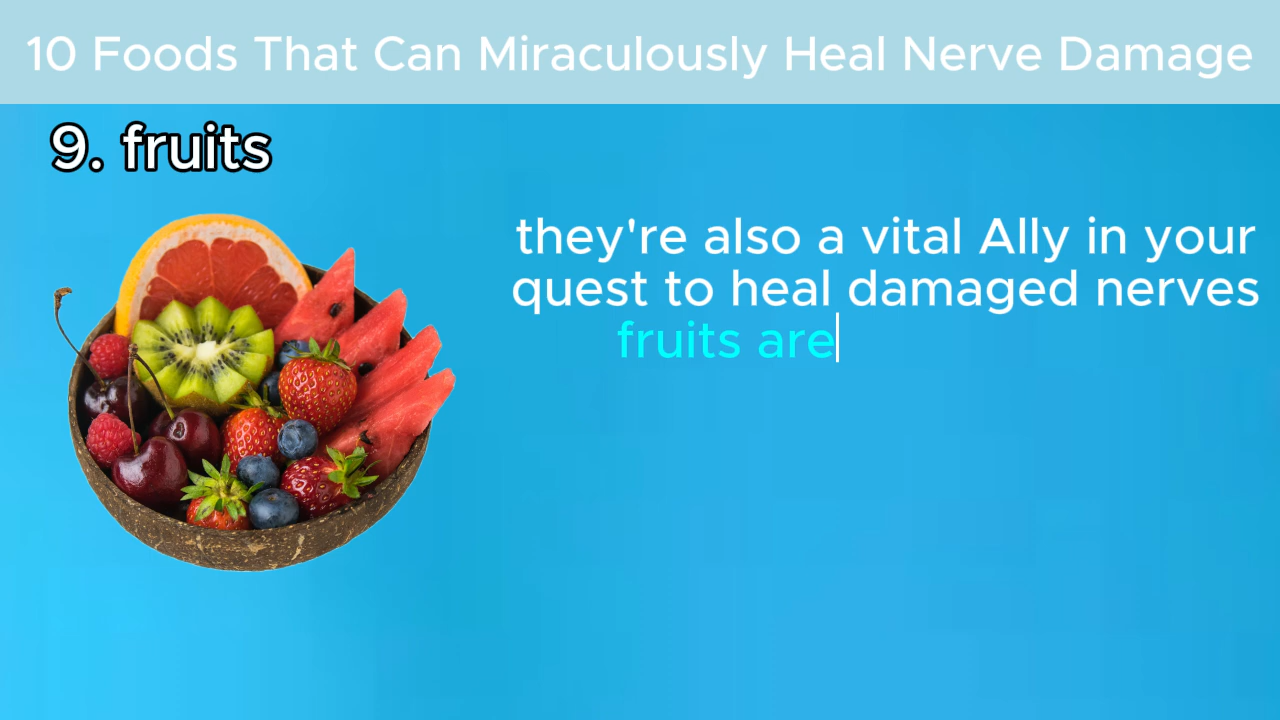 10 Foods That Can Miraculously Heal Nerve Damage
9. fruits
they're also a vital Ally in your
quest to heal damaged nerves
fruits are